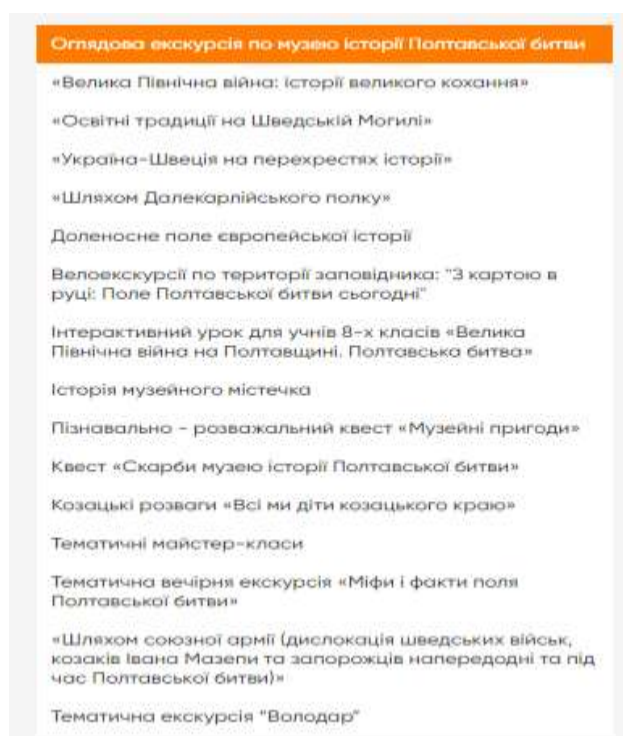 Оглядова екскурсія по музею історії Полтавської битви
«Велика Північна війна: історії великого кохання»
«Освітні традиції на Шведській Могилі»
«Україна-Швеція на перехрестях історії»
«Шляхом Далекарлійського полку»
Доленосне поле європейської історії
Велоекскурсії по території заповідника: "З картою в
руці: Поле Полтавської битви сьогодні"
Інтерактивний урок для учнів 8-х класів «Велика
Північна війна на Полтавщині. Полтавська битва»
Історія музейного містечка
Пізнавально - розважальний квест «Музейні пригоди»
Квест «Скарби музею історії Полтавської битви»
Козацькі розваги «Всі ми діти козацького краю»
Тематичні майстер-класи
Тематична вечірня екскурсія «Міфи і факти поля
Полтавської битви»
«Шляхом союзної армії (дислокація шведських військ,
козаків Івана Мазепи та запорожців напередодні та під
час Полтавської битви)»
Тематична екскурсія "Володар"